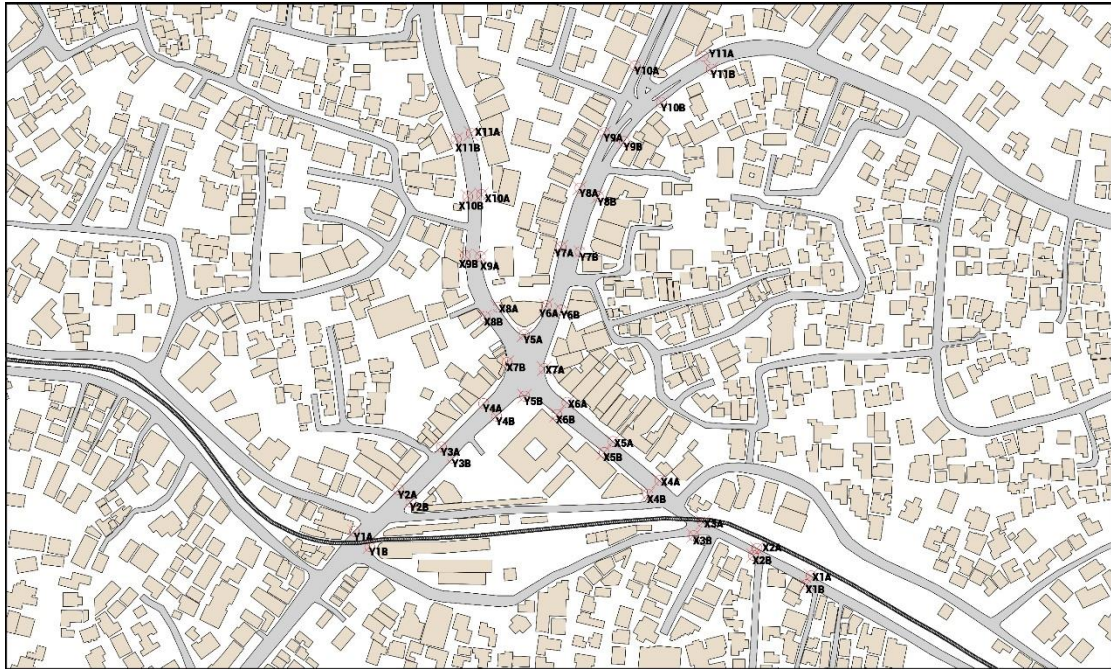 Y11A
Y10A
Y11B
Y10B
X11A
Y9A
X11B
Y9B
Y8A
X10A
Y8B
X10B
Y7A
X9B
Y7B
X9A
X8A
Y6A
Y6B
X8B
Y5A
X7B
X7A
Y5B
X6A
Y4A
X6B
Y4B
X5A
Y3A
X5B
Y3B
X4A
Y2A
X4B
Y2B
X3A
Y1A
X3B
Y1B
X2A
X2B
X1A
X1B